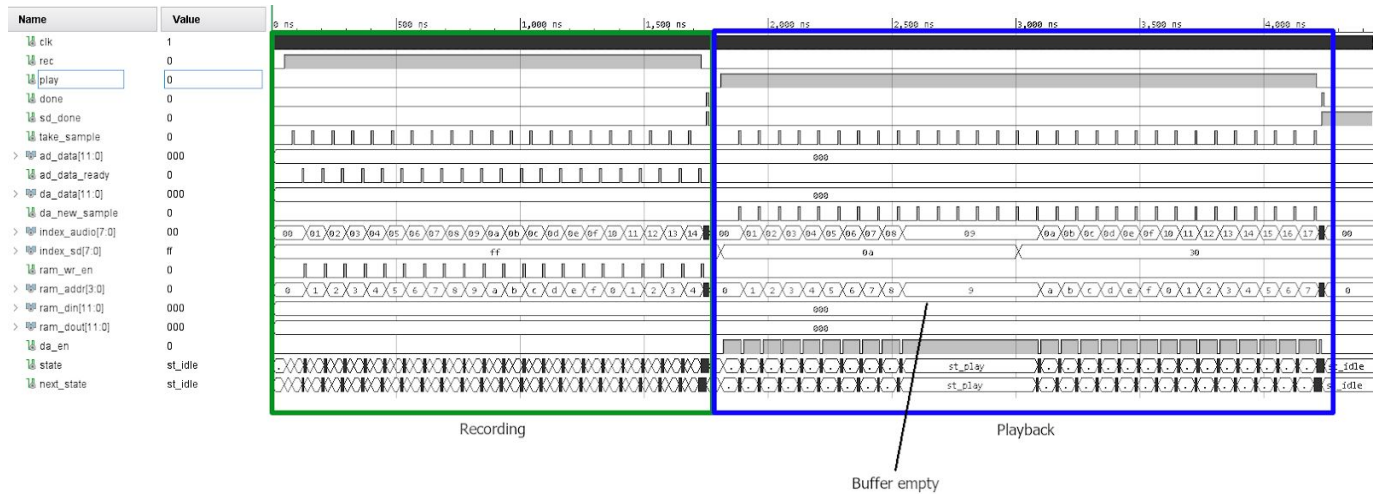 Name Value 0 ns 500 ns 1,000 ns 1,500 ns 2,000 ns 2,500 ns 3,000 ns 3,500 ns 4,000 ns
clk 1
rec 0
play 0
done 0
sd_done 0
take_sample 0
ad_data[11:0] 000 000
ad_data_ready 0
da_data[11:0] 000 000
da_new_sample 0
index_audio[7:0] 00 00 01 02 03 04 05 06 07 08 09 0a 0b 0c 0d 0e 0f 10 11 12 13 14 00 01 02 03 04 05 06 07 08 09 0a 0b 0c 0d 0e 0f 10 11 12 13 14 15 16 17 00
index_sd[7:0] ff ff 0a 30
ram_wr_en 0
ram_addr[3:0] 0 0 1 2 3 4 5 6 7 8 9 a b c d e f 0 1 2 3 4 0 1 2 3 4 5 6 7 8 9 a b c d e f 0 1 2 3 4 5 6 7 0
ram_din[11:0] 000 000
ram_dout[11:0] 000 000
da_en 0
state st_idle st_play st_idle
next_state st_idle st_play st_idle
Recording Playback
Buffer empty